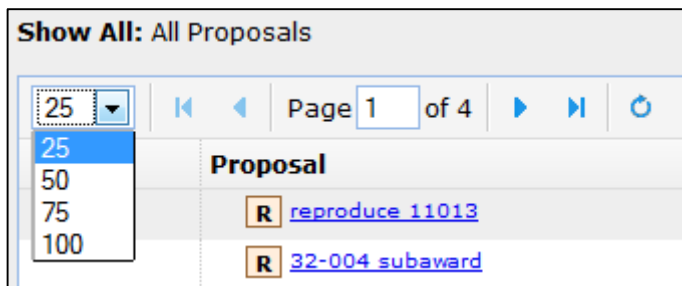 Show All: All Proposals
25 Page 1 of 4
25
50
75
100
Proposal
R reproduce 11013
R 32-004 subaward